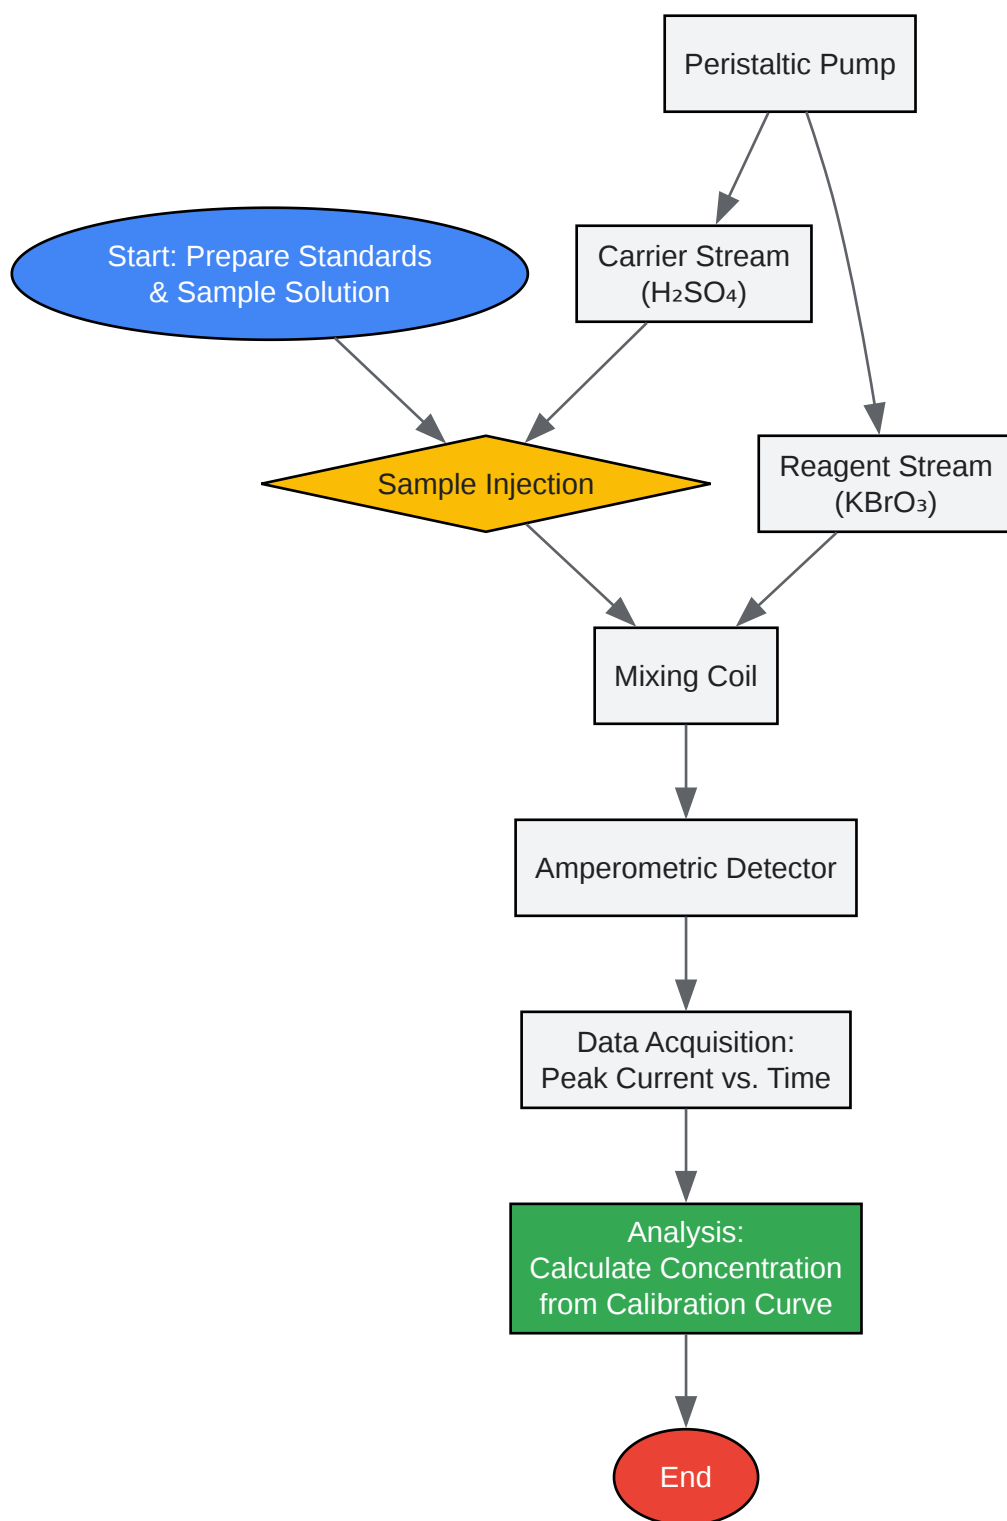 Peristaltic Pump
Start: Prepare Standards
& Sample Solution
Carrier Stream
(H₂SO₄)
Sample Injection
Reagent Stream
(KBrO₃)
Mixing Coil
Amperometric Detector
Data Acquisition:
Peak Current vs. Time
Analysis:
Calculate Concentration
from Calibration Curve
End